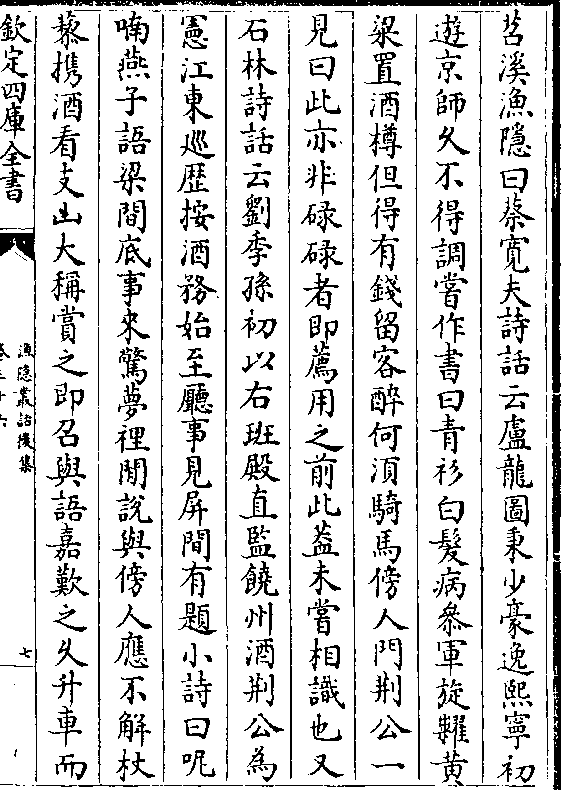 苕溪漁隱曰蔡寛夫詩話云盧龍圖秉少豪逸熙寧初
遊京師久不得調嘗作書曰青衫白髮病叅軍旋糶黄
粱置酒樽但得有錢留客醉何湏騎馬傍人門荆公一
見曰此亦非碌碌者即薦用之前此葢未嘗相識也又
石林詩話云劉季孫初以右班殿直監饒州酒荆公為
憲江東廵歴按酒務始至廳事見屏間有題小詩曰呢
喃燕子語梁間底事來驚夢裡閒說與傍人應不解杖
藜携酒看支山大稱賞之即召與語嘉歎之久升車而
欽定四庫全書
漁隱叢話後集
卷三十六
七